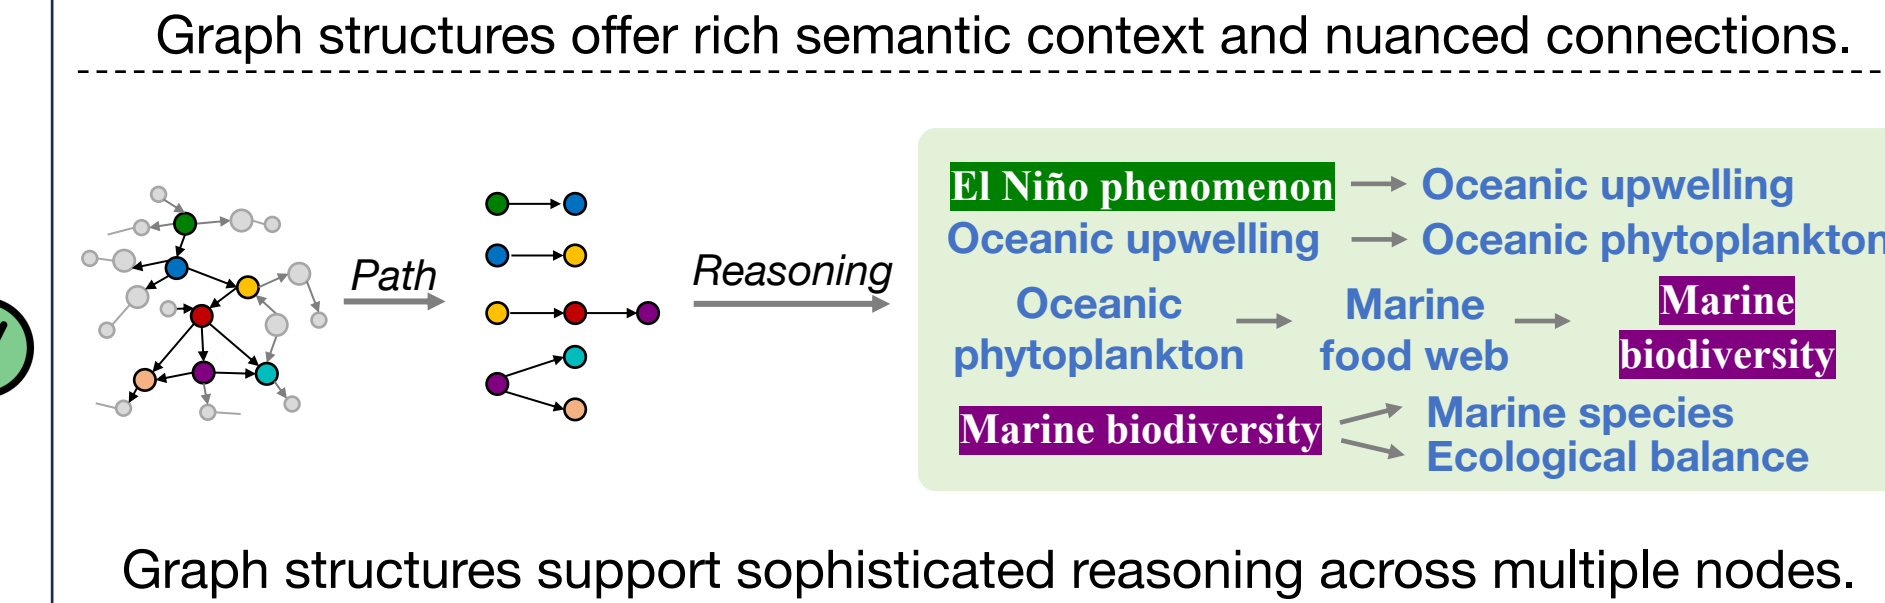 Graph structures offer rich semantic context and nuanced connections.
Path
Reasoning
El Niño phenomenon Oceanic upwelling
Oceanic upwelling Oceanic phytoplankton
Oceanic
phytoplankton
Marine
food web
Marine
biodiversity
Marine biodiversity
Marine species
Ecological balance
Graph structures support sophisticated reasoning across multiple nodes.